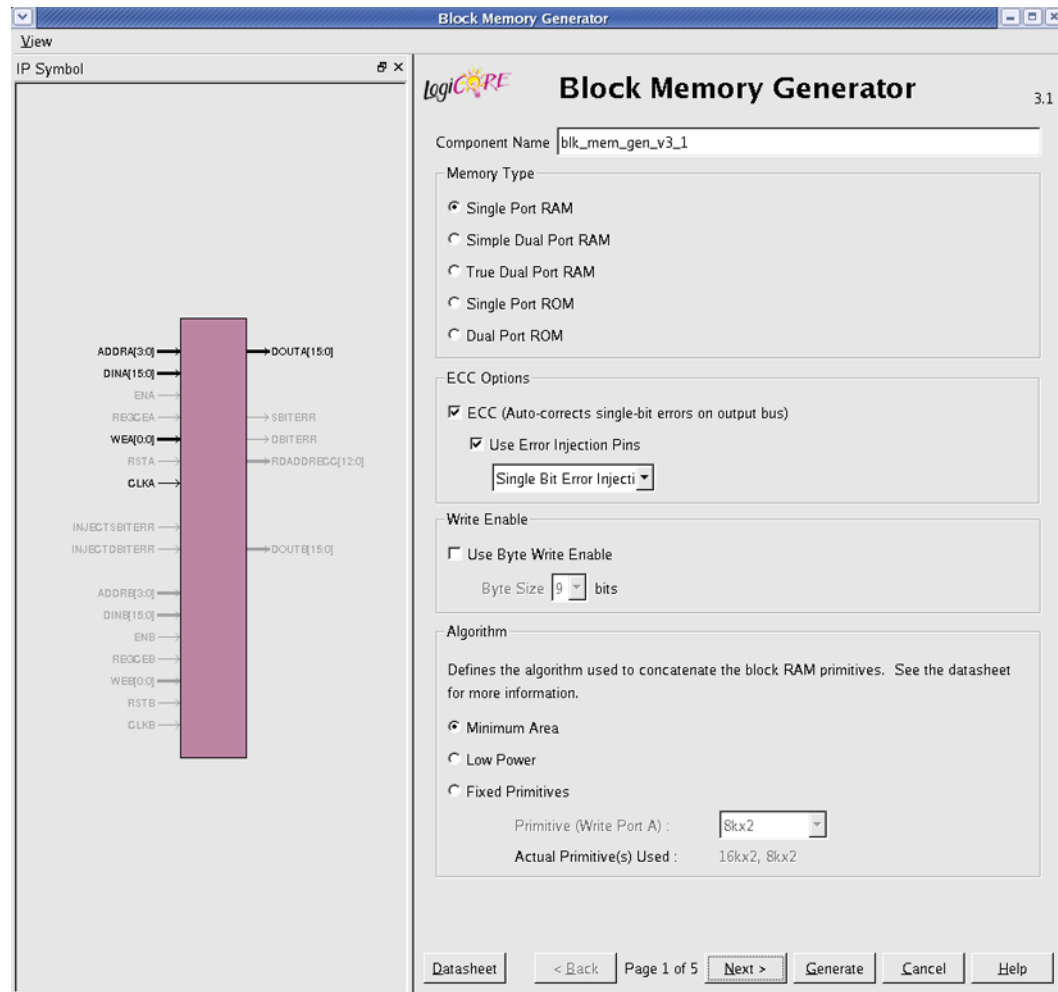 Block Memory Generator
View
IP Symbol
ADDRA[3:0]
DOUTA[15:0]
DINA[15:0]
ENA
REGCEA
SBITERR
WEA[0:0]
DBITERR
RSTA
RDADDRECC[12:0]
CLKA
INJECTSBITERR
INJECTDBITERR
DOUTB[15:0]
ADDRB[3:0]
DINB[15:0]
ENB
REGCEB
WEB[0:0]
RSTB
CLKB
LogiCORE
Block Memory Generator
3.1
Component Name blk_mem_gen_v3_1
Memory Type
Single Port RAM
Simple Dual Port RAM
True Dual Port RAM
Single Port ROM
Dual Port ROM
ECC Options
ECC (Auto-corrects single-bit errors on output bus)
Use Error Injection Pins
Single Bit Error Injecti
Write Enable
Use Byte Write Enable
Byte Size 9 bits
Algorithm
Defines the algorithm used to concatenate the block RAM primitives. See the datasheet
for more information.
Minimum Area
Low Power
Fixed Primitives
Primitive (Write Port A) : 8kx2
Actual Primitive(s) Used : 16kx2, 8kx2
Datasheet < Back Page 1 of 5 Next > Generate Cancel Help